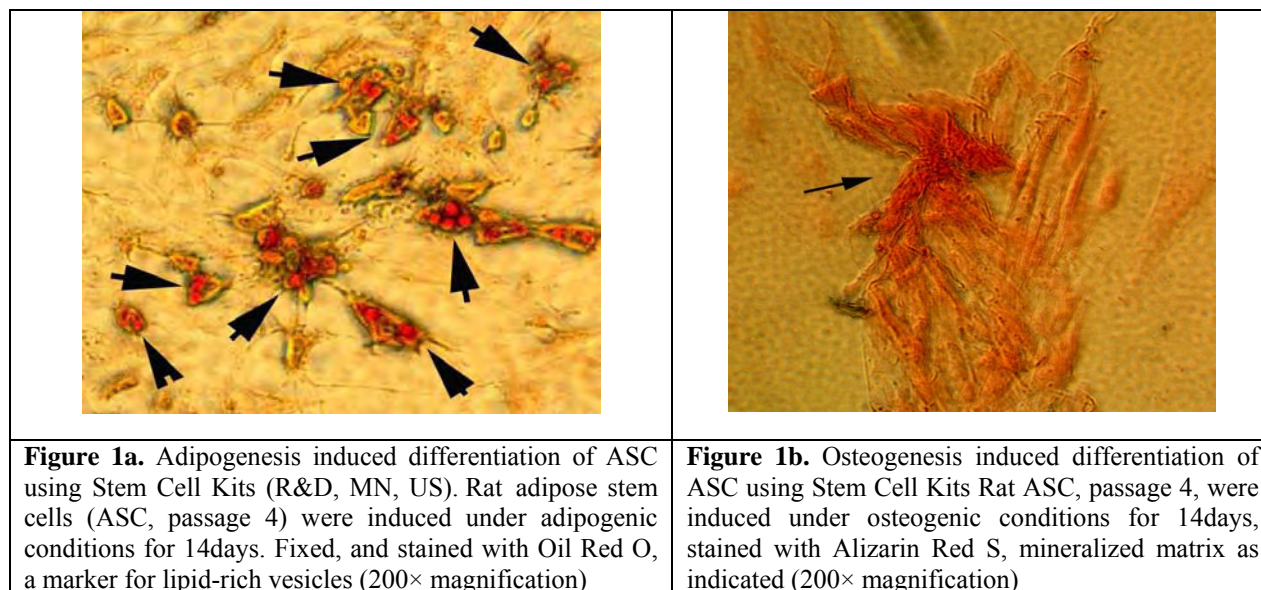 Figure 1a. Adipogenesis induced differentiation of ASC
using Stem Cell Kits (R&D, MN, US). Rat adipose stem
cells (ASC, passage 4) were induced under adipogenic
conditions for 14days. Fixed, and stained with Oil Red O,
a marker for lipid-rich vesicles (200× magnification)
Figure 1b. Osteogenesis induced differentiation of
ASC using Stem Cell Kits Rat ASC, passage 4, were
induced under osteogenic conditions for 14days,
stained with Alizarin Red S, mineralized matrix as
indicated (200× magnification)